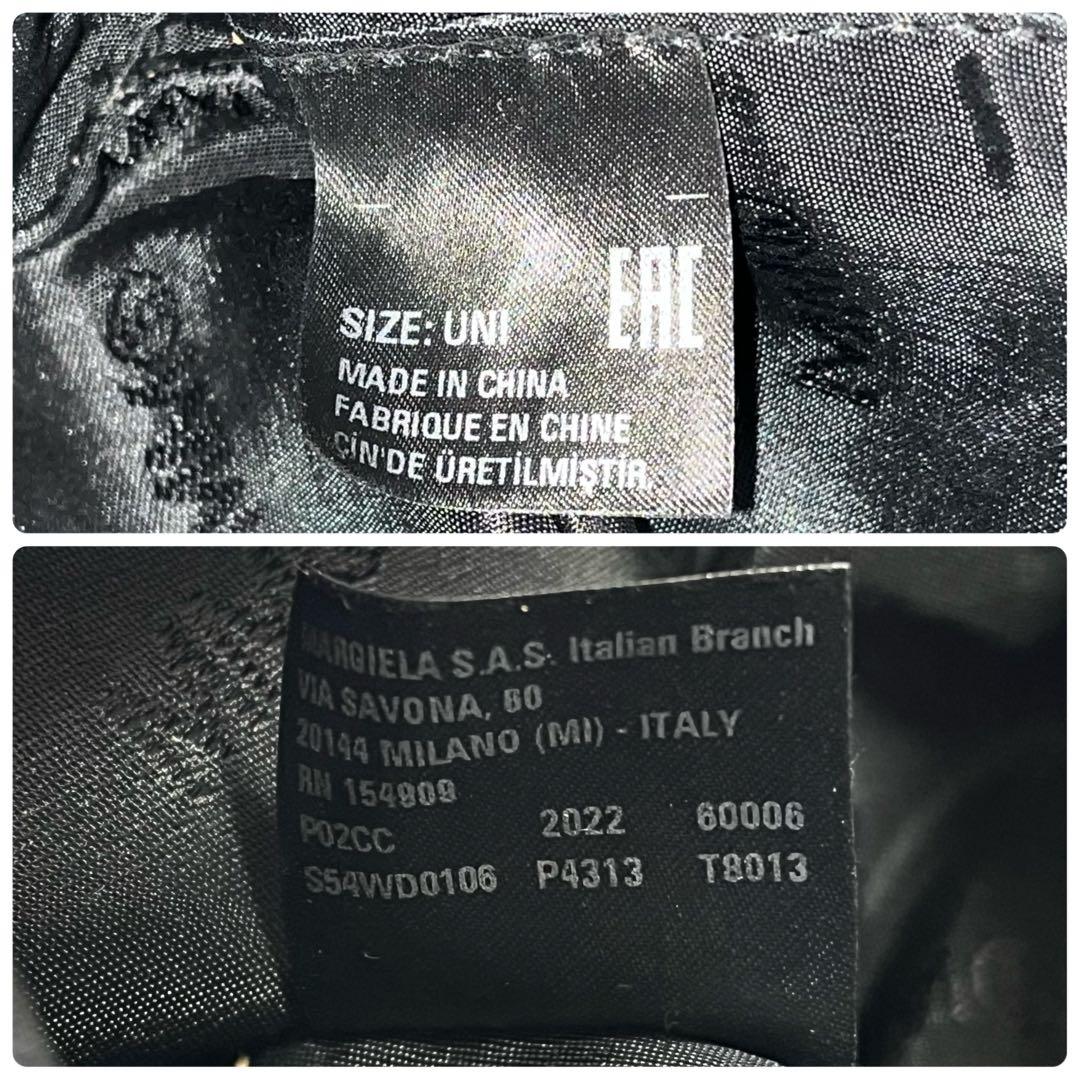 SIZE: UNI
EAC
MADE IN CHINA
FABRIQUE EN CHINE
ÇİN'DE ÜRETİLMİŞTİR.
MARGIELA S.A.S. Italian Branch
VIA SAVONA, 60
20144 MILANO (MI) - ITALY
RN 154909
P02CC 2022 60006
S54WD0106 P4313 T8013